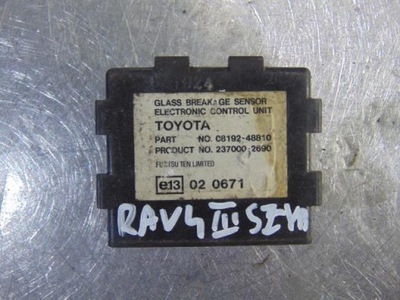 GLASS BREAKAGE SENSOR
ELECTRONIC CONTROL UNIT
TOYOTA
PART NO. 08192-48810
PRODUCT NO. 237000-2690
FUJITSU TEN LIMITED
e13 02 0671
RAV4 III